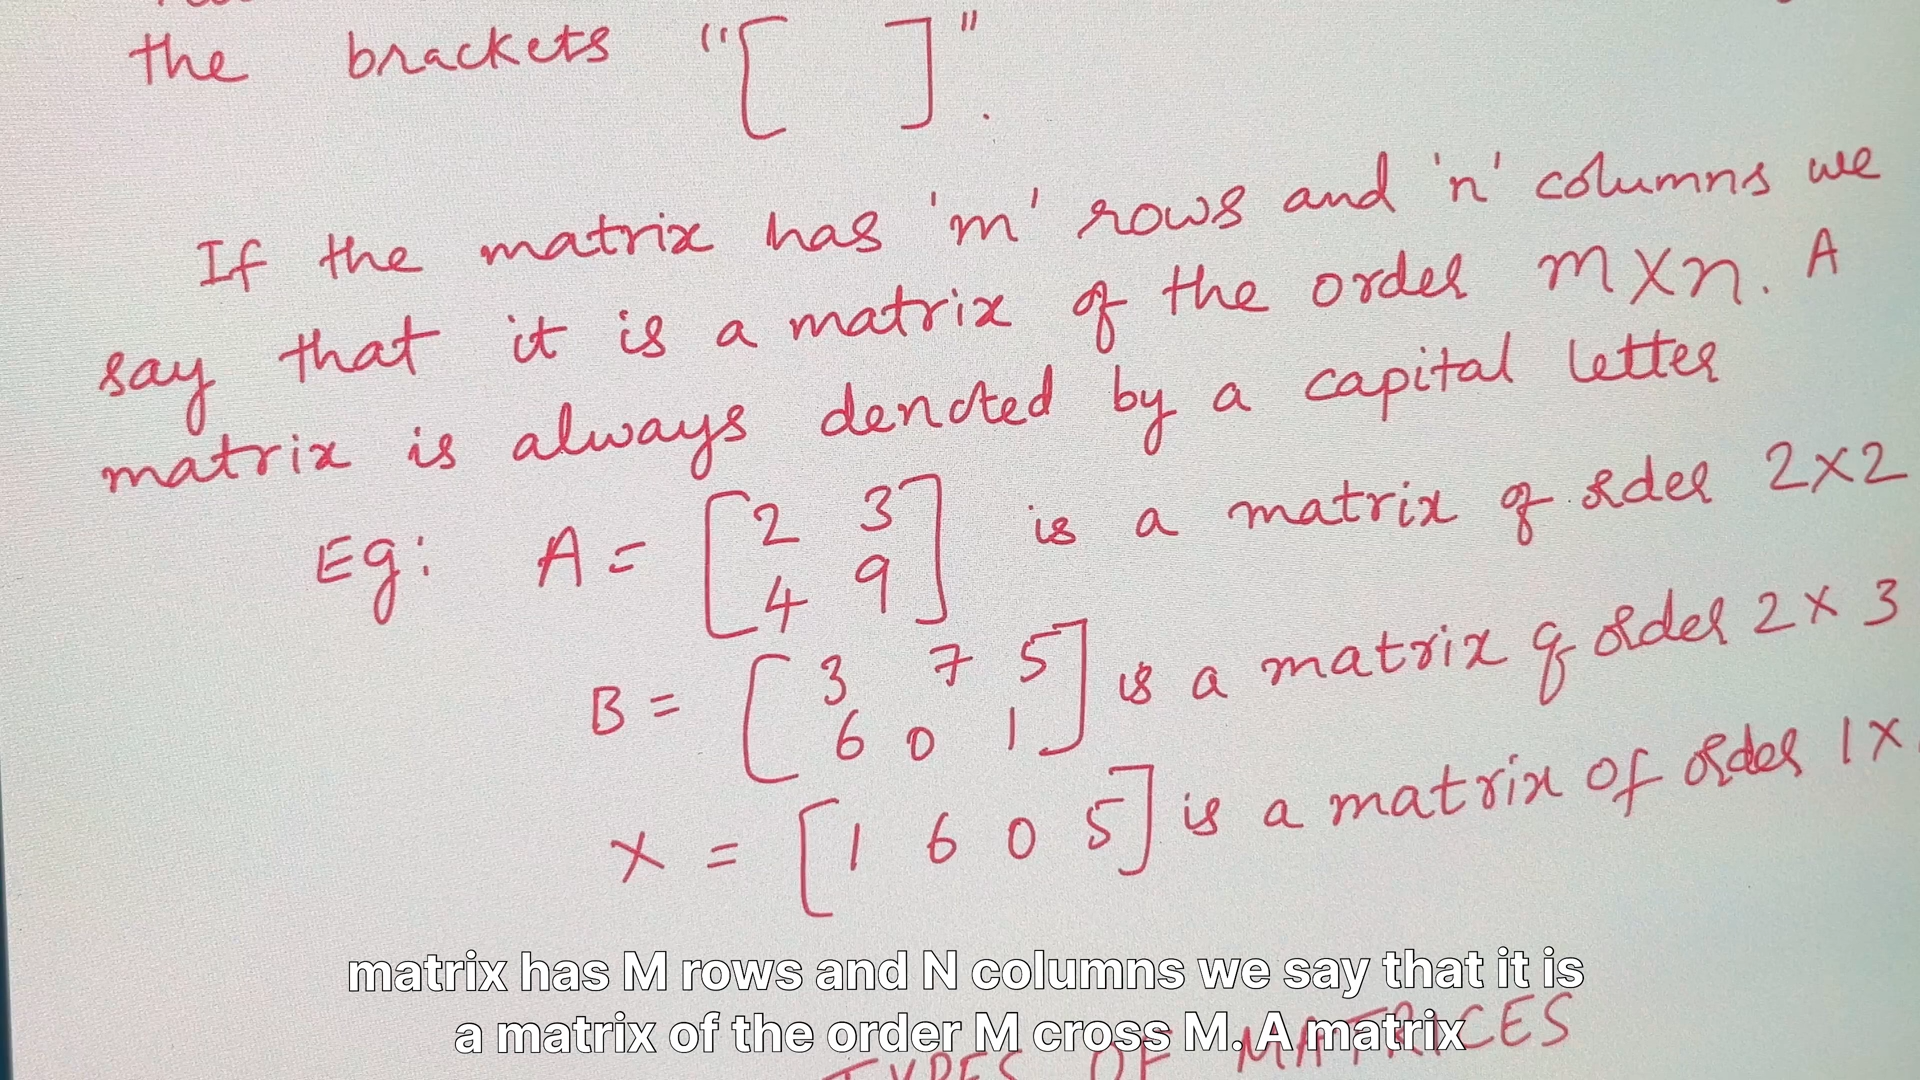 the brackets "[ ]".
If the matrix has 'm' rows and 'n' columns we
say that it is a matrix of the order m×n. A
matrix is always denoted by a capital letter
Eg: A = [2 3
4 9] is a matrix of order 2×2
B = [3 7 5
6 0 1] is a matrix of order 2×3
X = [1 6 0 5] is a matrix of order 1×
matrix has M rows and N columns we say that it is
a matrix of the order M cross M. A matrix
TYPES OF MATRICES